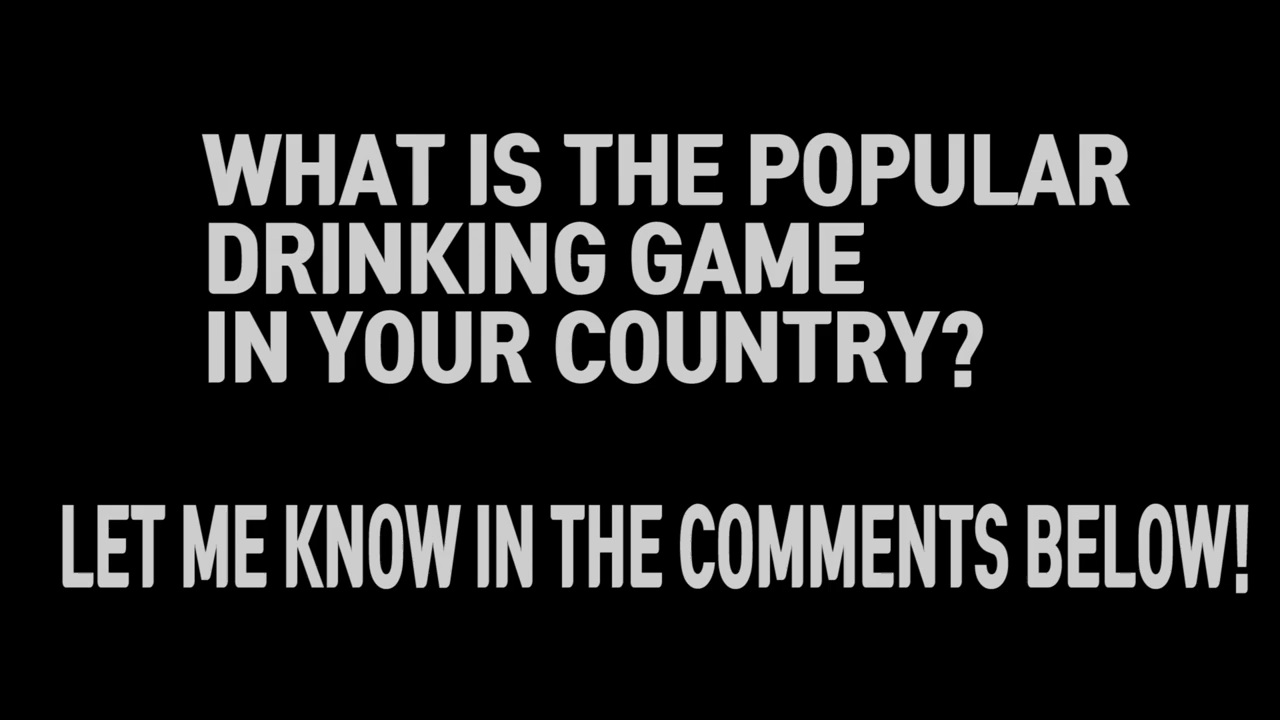 WHAT IS THE POPULAR
DRINKING GAME
IN YOUR COUNTRY?
LET ME KNOW IN THE COMMENTS BELOW!